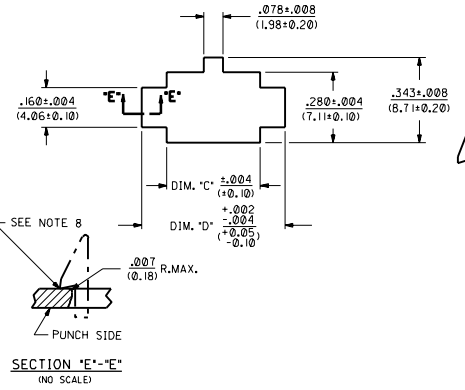 .078±.008
(1.98±0.20)
"E"
"E"
.160±.004
(4.06±0.10)
.280±.004
(7.11±0.10)
.343±.008
(8.71±0.20)
DIM. "C" ±.004
(±0.10)
DIM. "D" +.002
-.004
(+0.05
-0.10)
SEE NOTE 8
.007 R.MAX.
(0.18)
PUNCH SIDE
SECTION "E"-"E"
(NO SCALE)